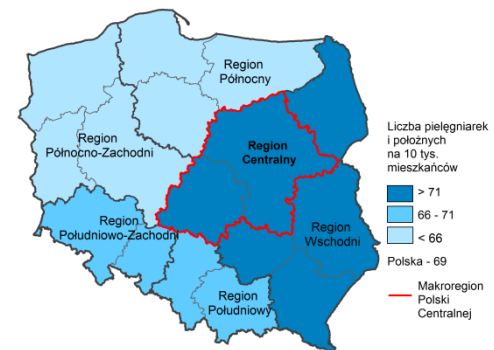 Region
Północny
Region
Północno-Zachodni
Region
Centralny
Region
Południowo-Zachodni
Region
Wschodni
Region
Południowy
Liczba pielęgniarek
i położnych
na 10 tys.
mieszkańców
> 71
66 - 71
< 66
Polska - 69
Makroregion
Polski
Centralnej